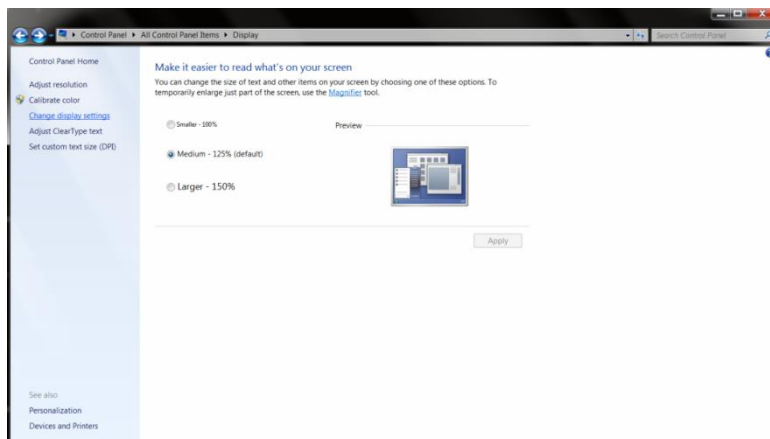 Control Panel ▸ All Control Panel Items ▸ Display
Search Control Panel
Control Panel Home
Adjust resolution
Calibrate color
Change display settings
Adjust ClearType text
Set custom text size (DPI)
See also
Personalization
Devices and Printers
Make it easier to read what's on your screen
You can change the size of text and other items on your screen by choosing one of these options. To
temporarily enlarge just part of the screen, use the Magnifier tool.
Smaller - 100%
Medium - 125% (default)
Larger - 150%
Preview
Apply